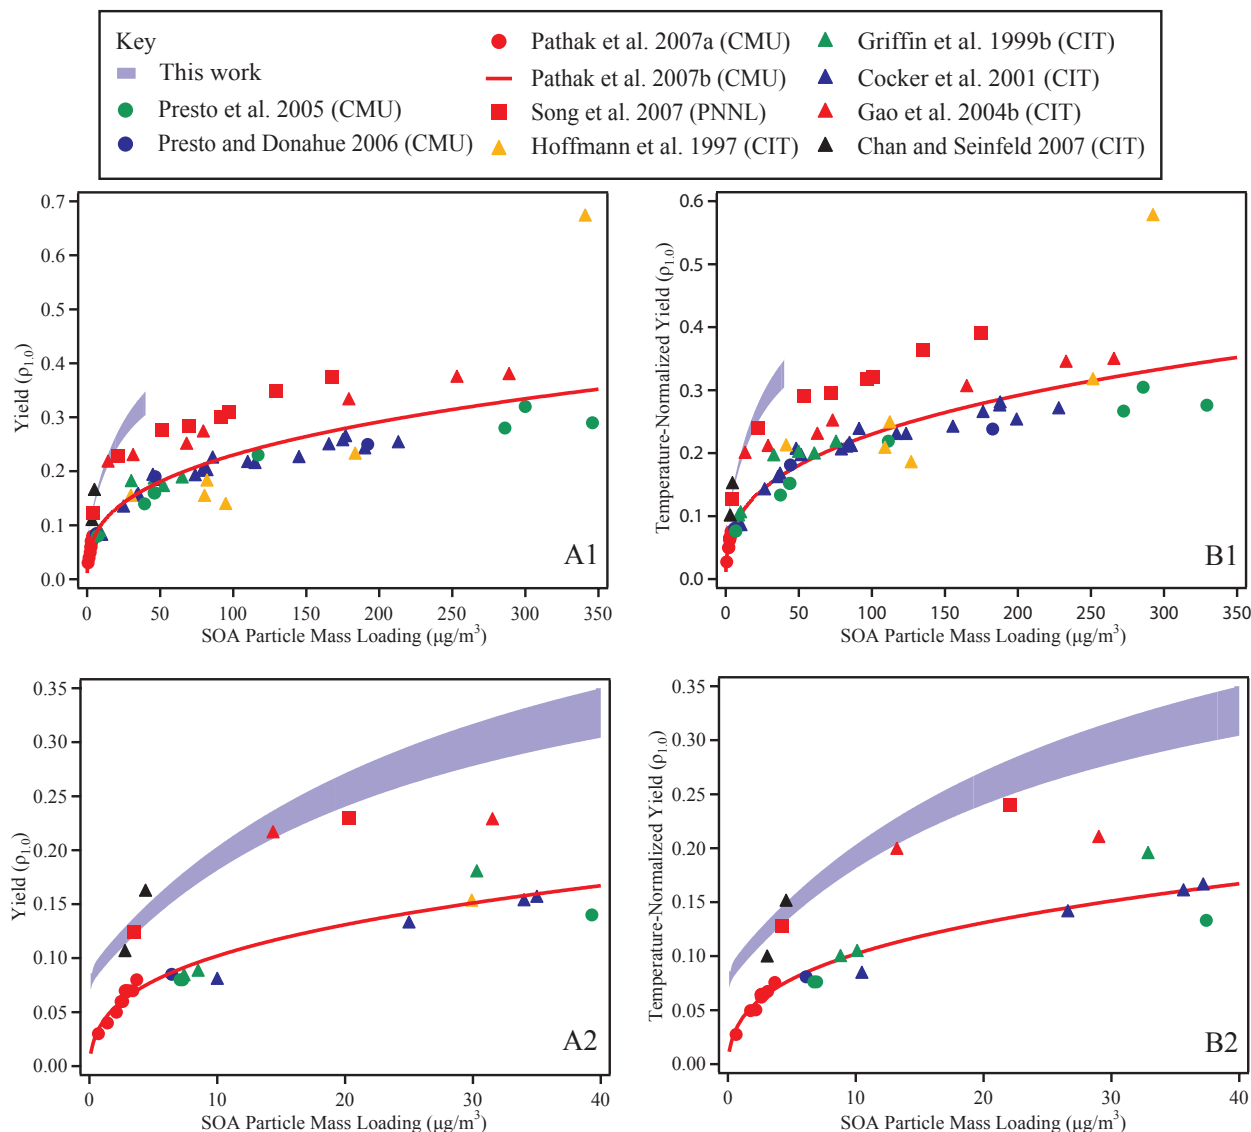 Key
This work
Presto et al. 2005 (CMU)
Presto and Donahue 2006 (CMU)
Pathak et al. 2007a (CMU)
Pathak et al. 2007b (CMU)
Song et al. 2007 (PNNL)
Hoffmann et al. 1997 (CIT)
Griffin et al. 1999b (CIT)
Cocker et al. 2001 (CIT)
Gao et al. 2004b (CIT)
Chan and Seinfeld 2007 (CIT)
Yield (ρ1.0)
0.7
0.6
0.5
0.4
0.3
0.2
0.1
0.0
A1
0 50 100 150 200 250 300 350
SOA Particle Mass Loading (μg/m³)
Temperature-Normalized Yield (ρ1.0)
0.6
0.5
0.4
0.3
0.2
0.1
0.0
B1
0 50 100 150 200 250 300 350
SOA Particle Mass Loading (μg/m³)
Yield (ρ1.0)
0.35
0.30
0.25
0.20
0.15
0.10
0.05
0.00
A2
0 10 20 30 40
SOA Particle Mass Loading (μg/m³)
Temperature-Normalized Yield (ρ1.0)
0.35
0.30
0.25
0.20
0.15
0.10
0.05
0.00
B2
0 10 20 30 40
SOA Particle Mass Loading (μg/m³)